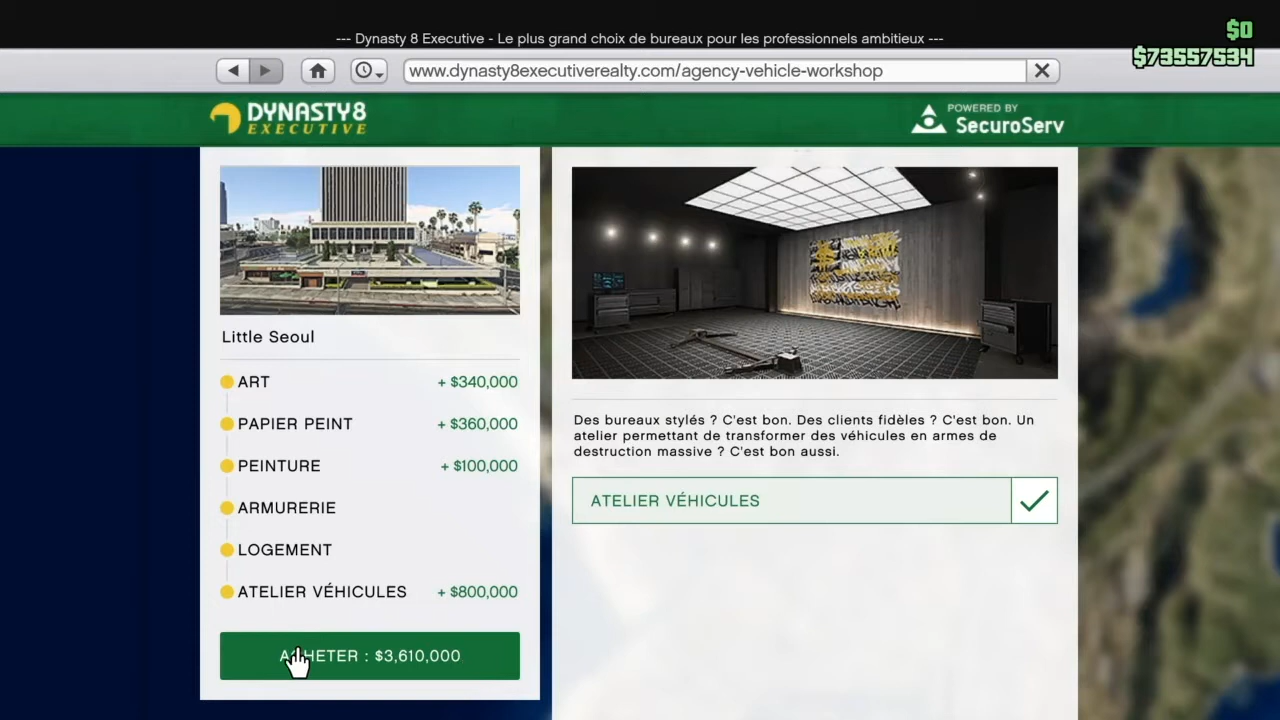 --- Dynasty 8 Executive - Le plus grand choix de bureaux pour les professionnels ambitieux ---
$0
$73557534
www.dynasty8executiverealty.com/agency-vehicle-workshop
DYNASTY8
EXECUTIVE
POWERED BY
SecuroServ
Little Seoul
ART + $340,000
PAPIER PEINT + $360,000
PEINTURE + $100,000
ARMURERIE
LOGEMENT
ATELIER VÉHICULES + $800,000
ACHETER : $3,610,000
Des bureaux stylés ? C'est bon. Des clients fidèles ? C'est bon. Un
atelier permettant de transformer des véhicules en armes de
destruction massive ? C'est bon aussi.
ATELIER VÉHICULES